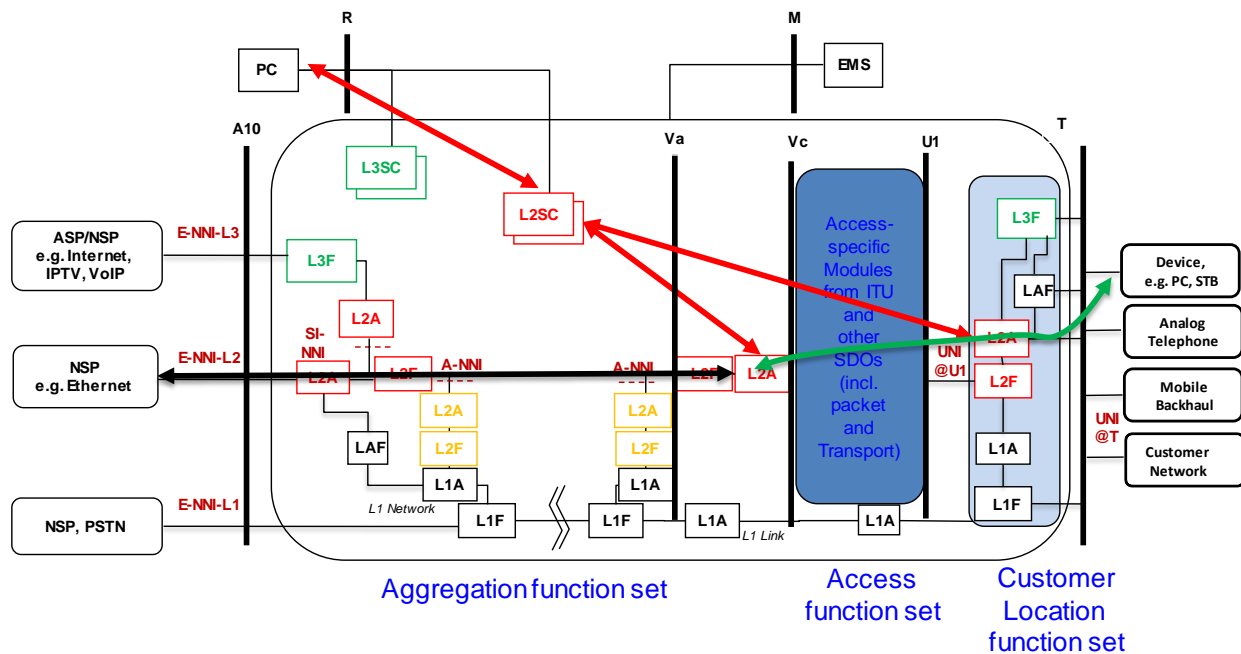 R
M
PC
EMS
A10
Va
Vc
U1
T
L3SC
L2SC
ASP/NSP
e.g. Internet,
IPTV, VoIP
E-NNI-L3
L3F
L2A
SI-
NNI
NSP
e.g. Ethernet
E-NNI-L2
L2A
L2F
A-NNI
A-NNI
L2F
L2A
L2A
L2F
L2A
L2F
LAF
L1A
L1A
L1 Network
NSP, PSTN
E-NNI-L1
L1F
L1F
L1A
L1 Link
L1A
Access-
specific
Modules
from ITU
and
other
SDOs
(incl.
packet
and
Transport)
UNI
@U1
L3F
LAF
L2A
L2F
L1A
L1F
Device,
e.g. PC, STB
Analog
Telephone
Mobile
Backhaul
UNI
@T
Customer
Network
Aggregation function set
Access
function set
Customer
Location
function set